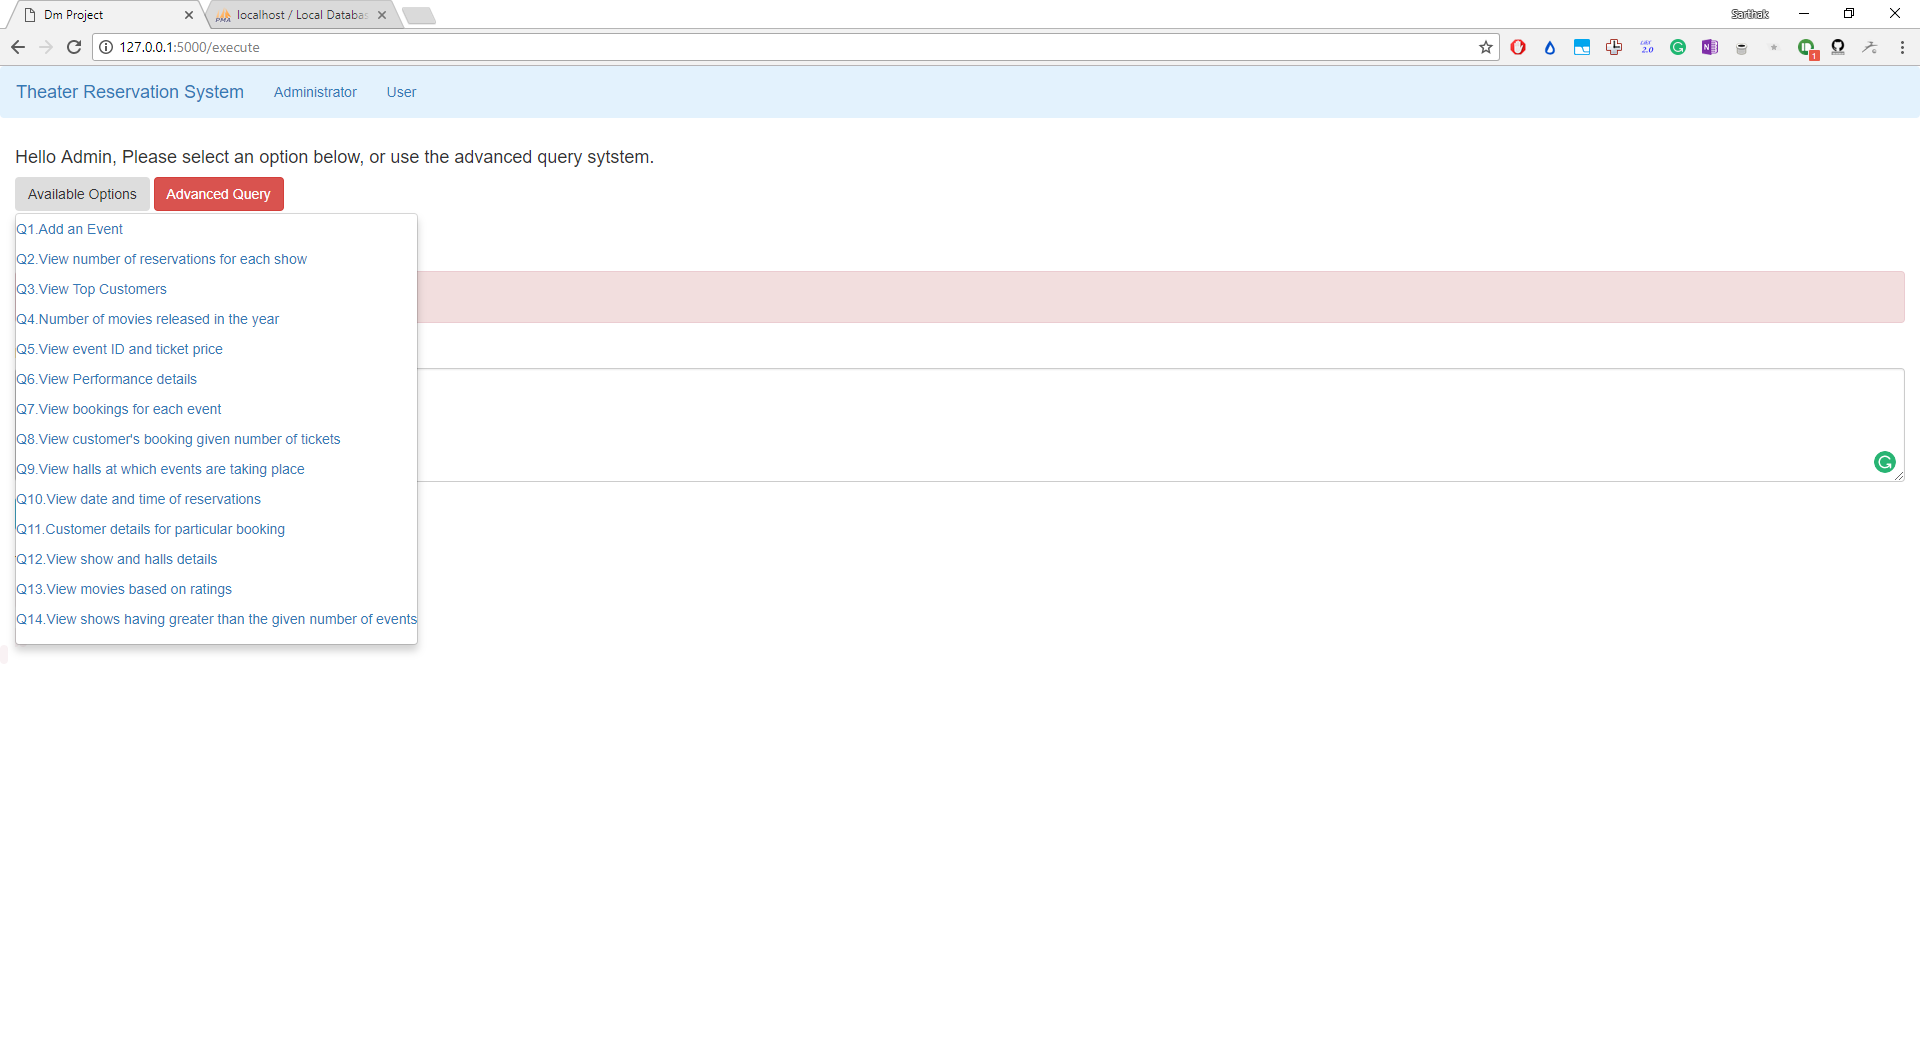 Dm Project
localhost / Local Databas
Sarthak
127.0.0.1:5000/execute
Theater Reservation System Administrator User
Hello Admin, Please select an option below, or use the advanced query sytstem.
Available Options Advanced Query
Q1.Add an Event
Q2.View number of reservations for each show
Q3.View Top Customers
Q4.Number of movies released in the year
Q5.View event ID and ticket price
Q6.View Performance details
Q7.View bookings for each event
Q8.View customer's booking given number of tickets
Q9.View halls at which events are taking place
Q10.View date and time of reservations
Q11.Customer details for particular booking
Q12.View show and halls details
Q13.View movies based on ratings
Q14.View shows having greater than the given number of events